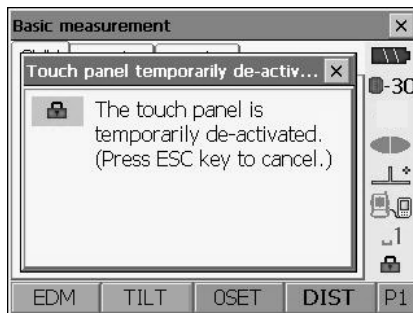 Basic measurement
Touch panel temporarily de-activ...
-30
The touch panel is
temporarily de-activated.
(Press ESC key to cancel.)
1
EDM TILT 0SET DIST P1